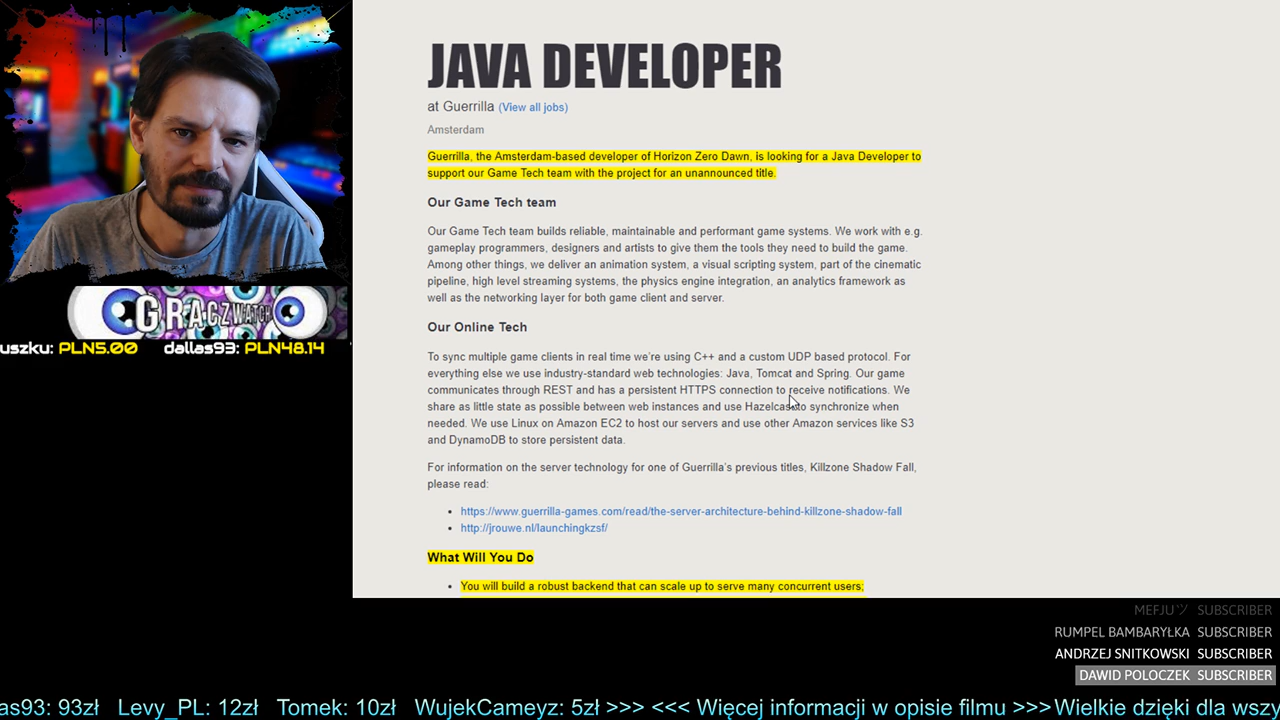 JAVA DEVELOPER
at Guerrilla (View all jobs)
Amsterdam
Guerrilla, the Amsterdam-based developer of Horizon Zero Dawn, is looking for a Java Developer to
support our Game Tech team with the project for an unannounced title.
Our Game Tech team
Our Game Tech team builds reliable, maintainable and performant game systems. We work with e.g.
gameplay programmers, designers and artists to give them the tools they need to build the game.
Among other things, we deliver an animation system, a visual scripting system, part of the cinematic
pipeline, high level streaming systems, the physics engine integration, an analytics framework as
well as the networking layer for both game client and server.
Our Online Tech
To sync multiple game clients in real time we're using C++ and a custom UDP based protocol. For
everything else we use industry-standard web technologies: Java, Tomcat and Spring. Our game
communicates through REST and has a persistent HTTPS connection to receive notifications. We
share as little state as possible between web instances and use Hazelcast to synchronize when
needed. We use Linux on Amazon EC2 to host our servers and use other Amazon services like S3
and DynamoDB to store persistent data.
For information on the server technology for one of Guerrilla's previous titles, Killzone Shadow Fall,
please read:
https://www.guerrilla-games.com/read/the-server-architecture-behind-killzone-shadow-fall
http://jrouwe.nl/launchingkzsf/
What Will You Do
You will build a robust backend that can scale up to serve many concurrent users;
GRACZWATCH
uszku: PLN5.00 dallas93: PLN48.14
MEFJUツ SUBSCRIBER
RUMPEL BAMBARYŁKA SUBSCRIBER
ANDRZEJ SNITKOWSKI SUBSCRIBER
DAWID POLOCZEK SUBSCRIBER
as93: 93zł Levy_PL: 12zł Tomek: 10zł WujekCameyz: 5zł >>> <<< Więcej informacji w opisie filmu >>> Wielkie dzięki dla wszy